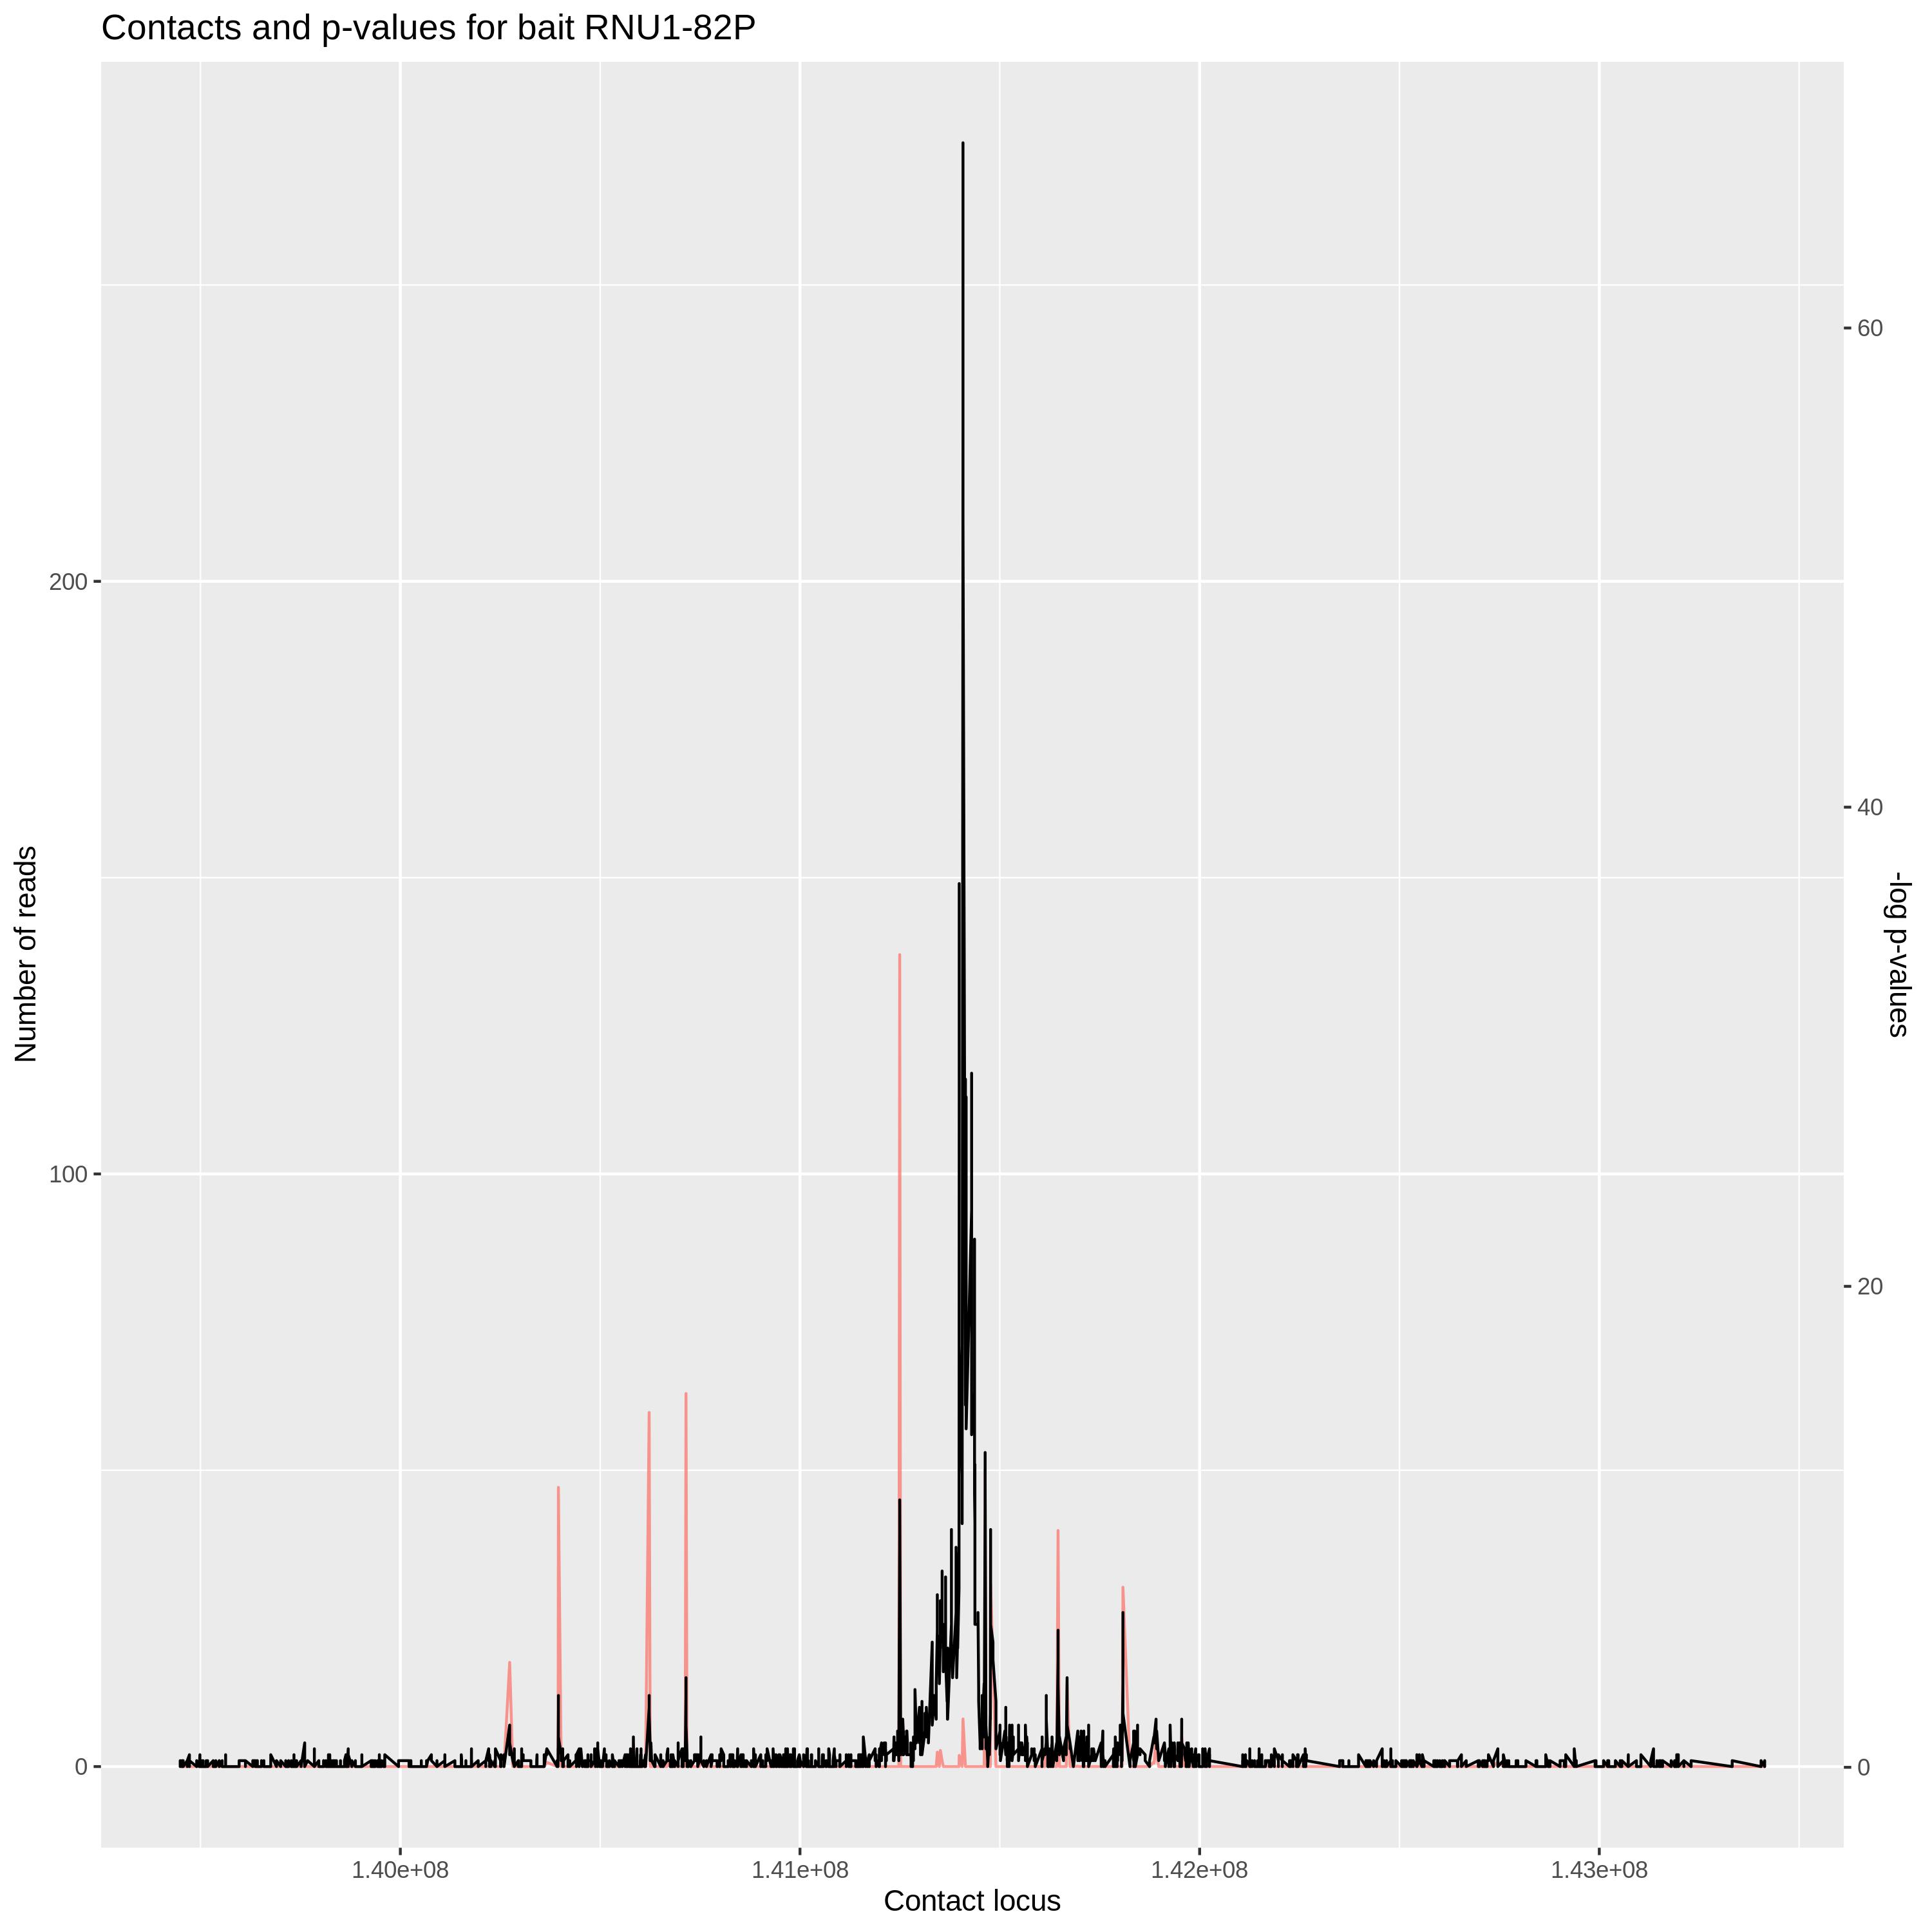 Contacts and p-values for bait RNU1-82P
Number of reads
200
100
0
60
40
20
0
-log p-values
1.40e+08
1.41e+08
1.42e+08
1.43e+08
Contact locus